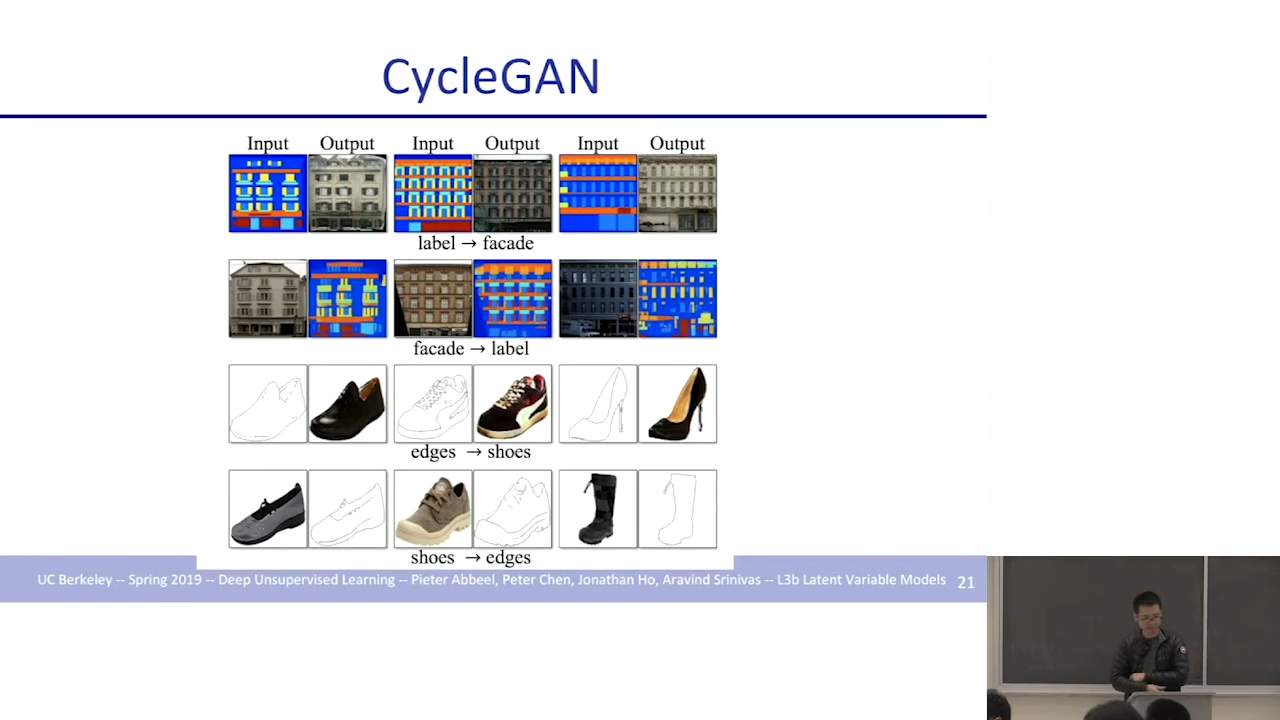 CycleGAN
Input Output Input Output Input Output
label → facade
facade → label
edges → shoes
shoes → edges
UC Berkeley -- Spring 2019 -- Deep Unsupervised Learning -- Pieter Abbeel, Peter Chen, Jonathan Ho, Aravind Srinivas -- L3b Latent Variable Models 21